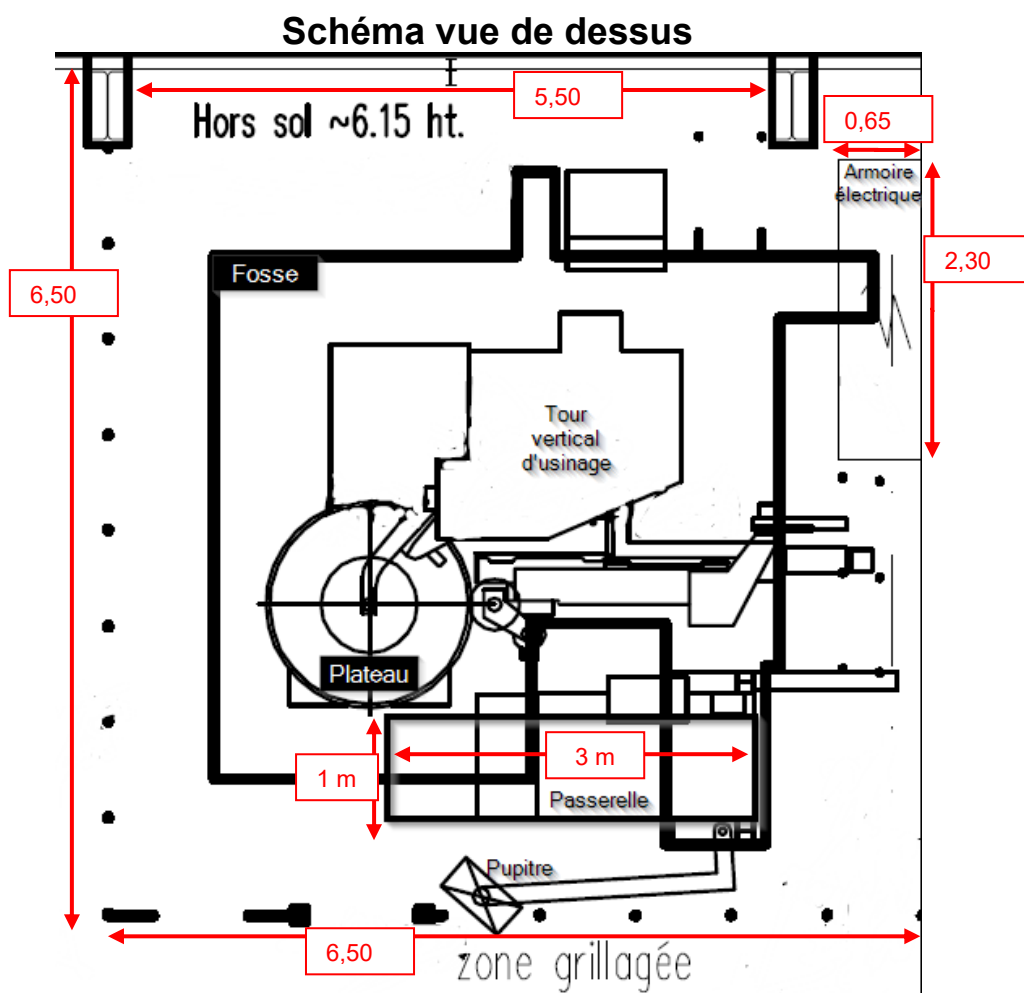 Schéma vue de dessus
5,50
Hors sol ~6.15 ht.
0,65
Armoire
électrique
Fosse
2,30
6,50
Tour
vertical
d'usinage
Plateau
3 m
1 m
Passerelle
Pupitre
6,50
zone grillagée